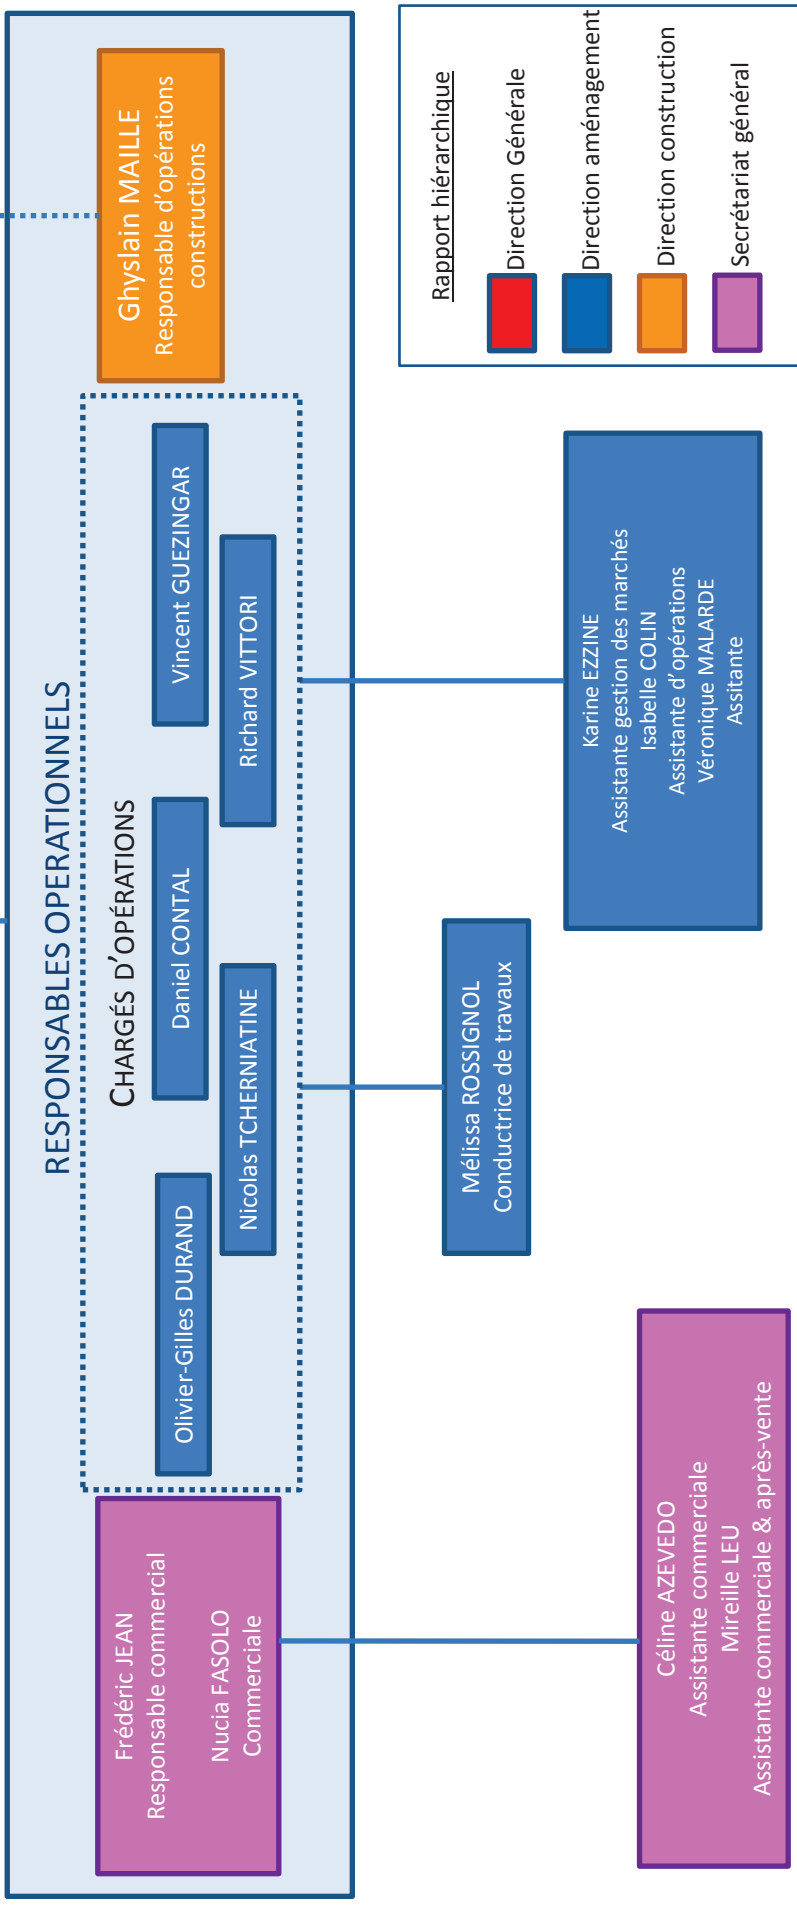 RESPONSABLES OPERATIONNELS
Frédéric JEAN
Responsable commercial
Nucia FASOLO
Commerciale
CHARGÉS D'OPÉRATIONS
Olivier-Gilles DURAND
Daniel CONTAL
Vincent GUEZINGAR
Nicolas TCHERNIATINE
Richard VITTORI
Ghyslain MAILLE
Responsable d'opérations
constructions
Céline AZEVEDO
Assistante commerciale
Mireille LEU
Assistante commerciale & après-vente
Mélissa ROSSIGNOL
Conductrice de travaux
Karine EZZINE
Assistante gestion des marchés
Isabelle COLIN
Assistante d'opérations
Véronique MALARDE
Assitante
Rapport hiérarchique
Direction Générale
Direction aménagement
Direction construction
Secrétariat général